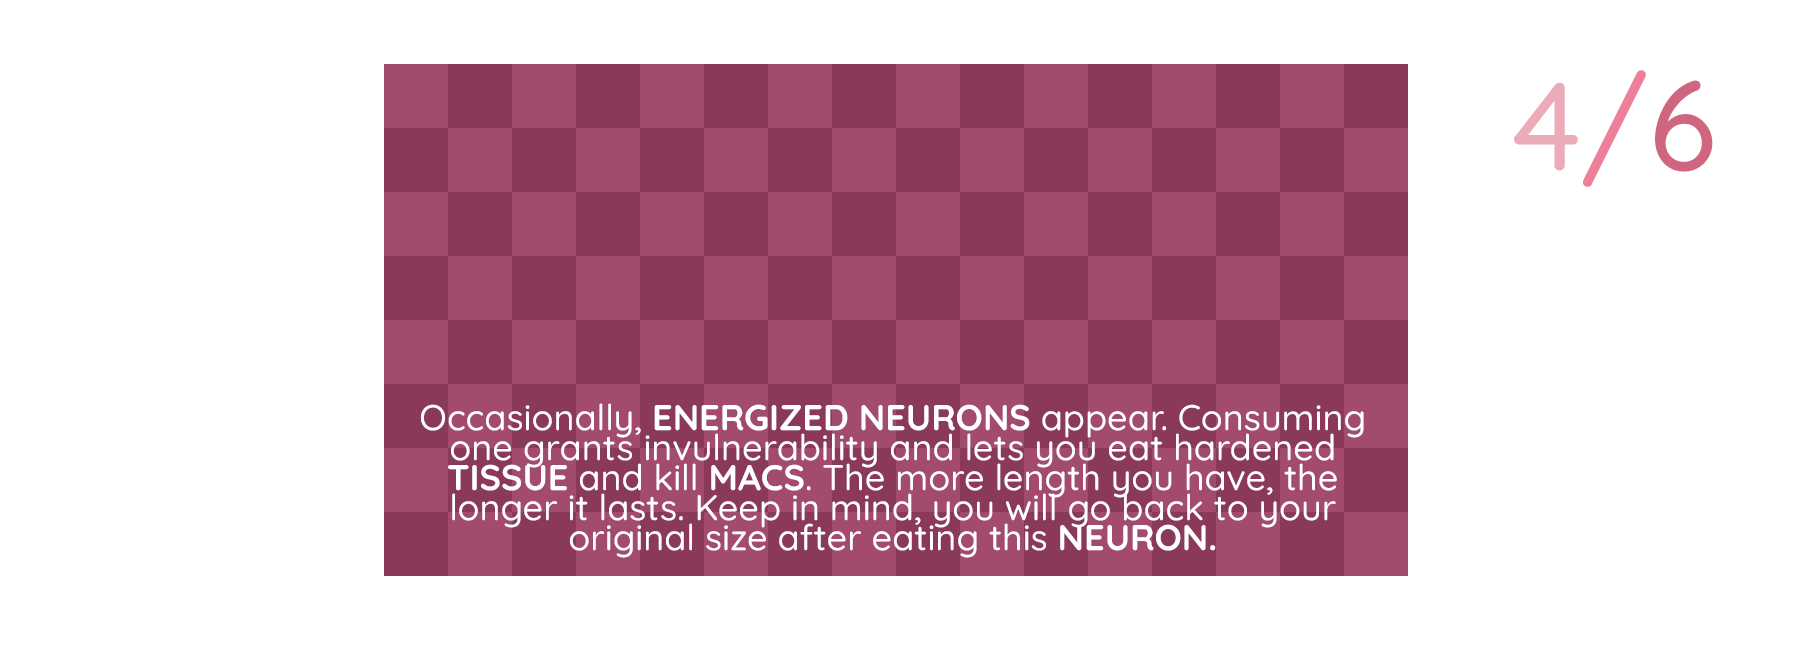 4/6
Occasionally, ENERGIZED NEURONS appear. Consuming
one grants invulnerability and lets you eat hardened
TISSUE and kill MACS. The more length you have, the
longer it lasts. Keep in mind, you will go back to your
original size after eating this NEURON.